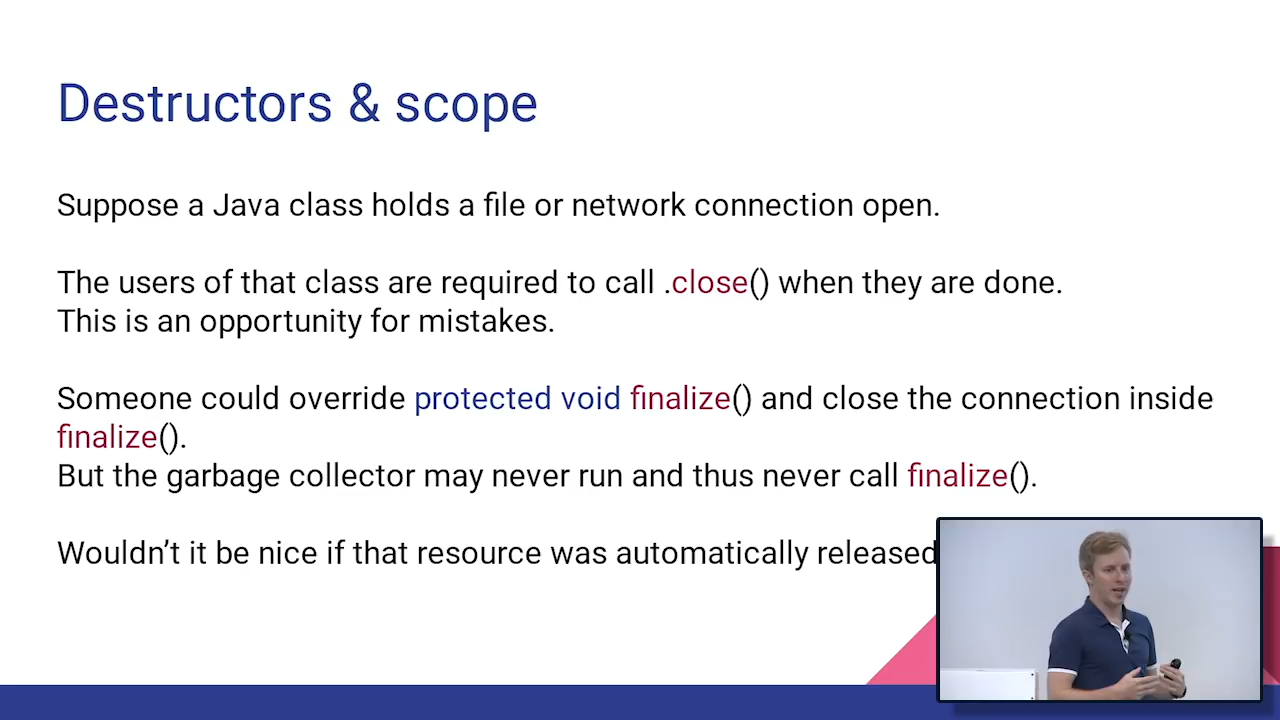 Destructors & scope
Suppose a Java class holds a file or network connection open.
The users of that class are required to call .close() when they are done.
This is an opportunity for mistakes.
Someone could override protected void finalize() and close the connection inside
finalize().
But the garbage collector may never run and thus never call finalize().
Wouldn’t it be nice if that resource was automatically released